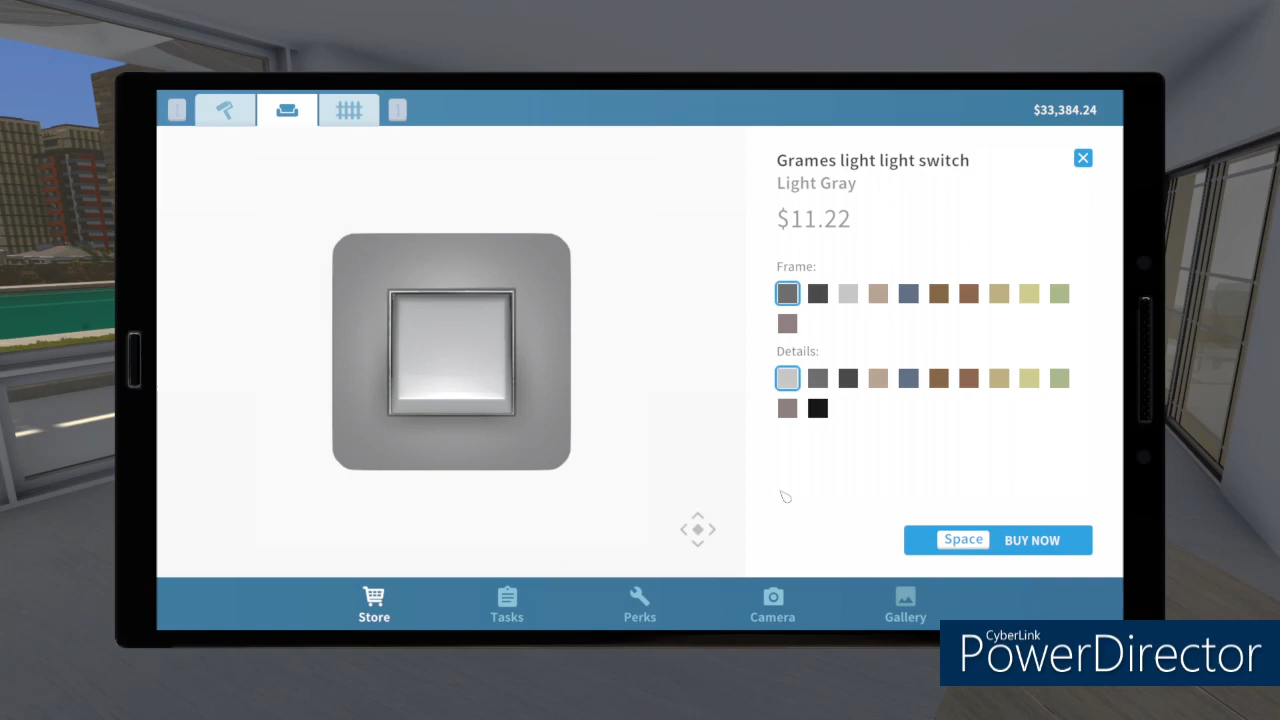 $33,384.24
Grames light light switch
Light Gray
$11.22
Frame:
Details:
Space BUY NOW
Store
Tasks
Perks
Camera
Gallery
CyberLink
PowerDirector